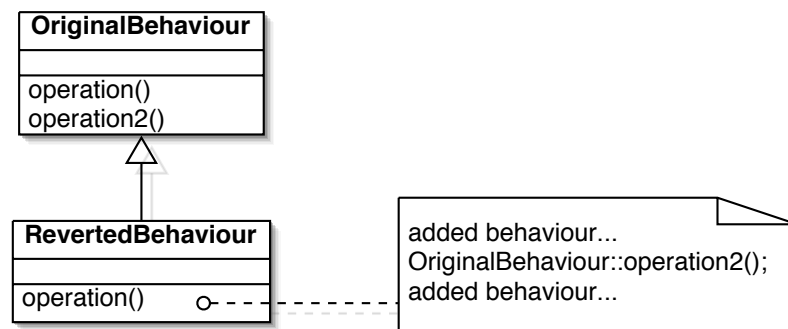 OriginalBehaviour
operation()
operation2()
RevertedBehaviour
operation()
added behaviour...
OriginalBehaviour::operation2();
added behaviour...